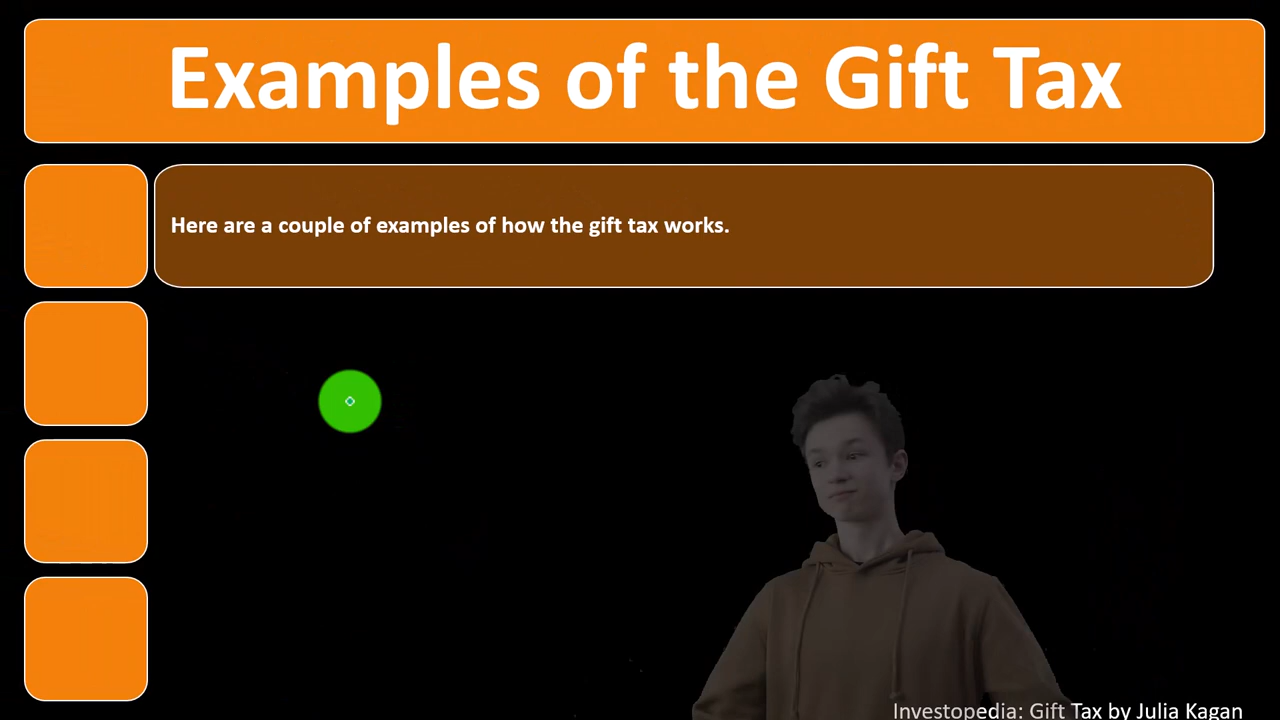 Examples of the Gift Tax
Here are a couple of examples of how the gift tax works.
Investopedia: Gift Tax by Julia Kagan